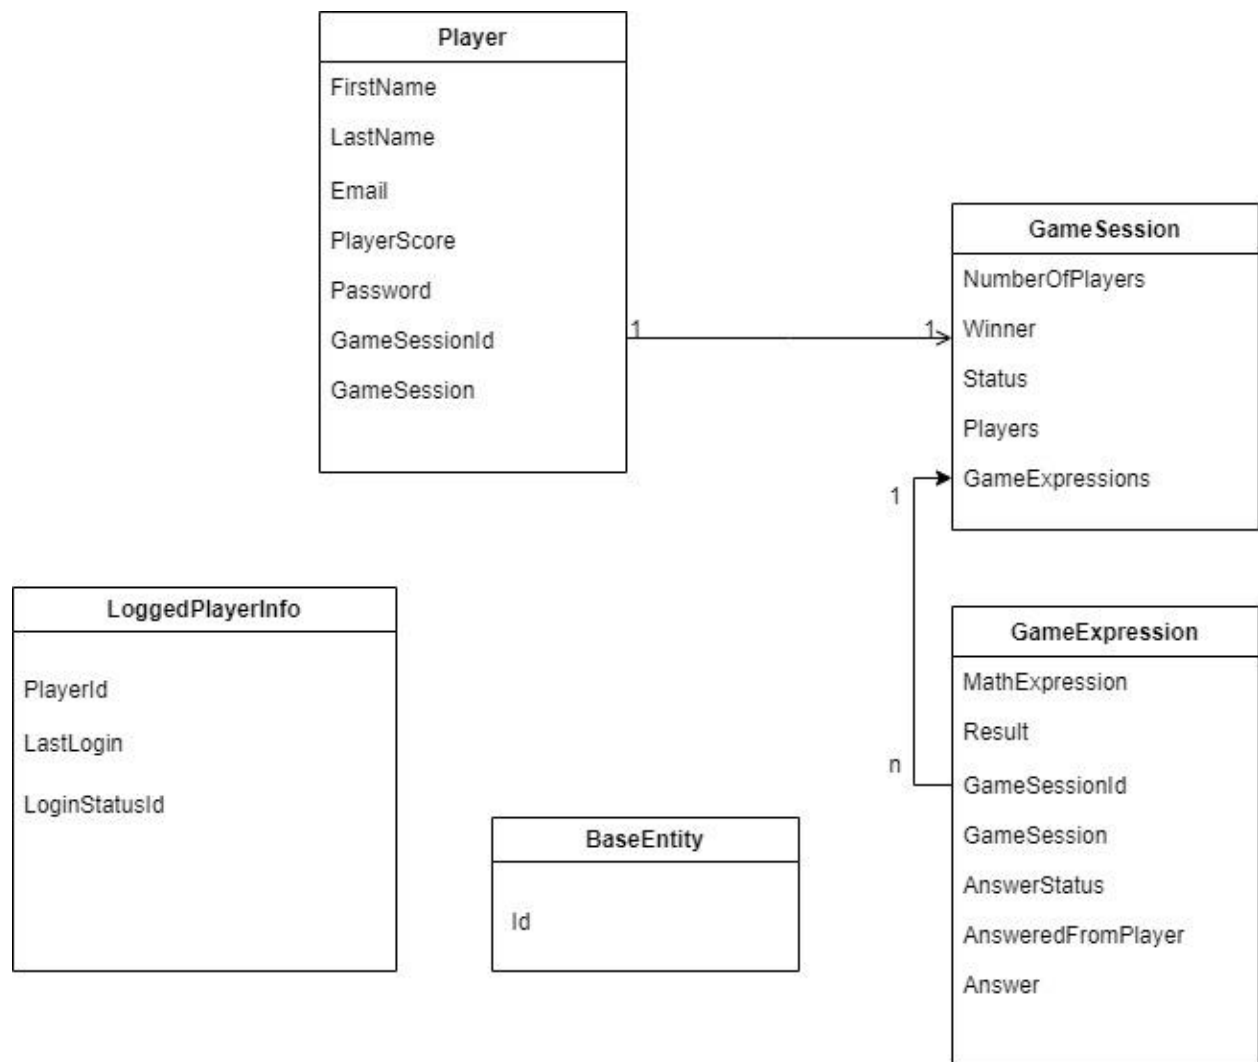 Player
FirstName
LastName
Email
PlayerScore
Password
GameSessionId
GameSession
1
1
GameSession
NumberOfPlayers
Winner
Status
Players
GameExpressions
1
n
LoggedPlayerInfo
PlayerId
LastLogin
LoginStatusId
BaseEntity
Id
GameExpression
MathExpression
Result
GameSessionId
GameSession
AnswerStatus
AnsweredFromPlayer
Answer